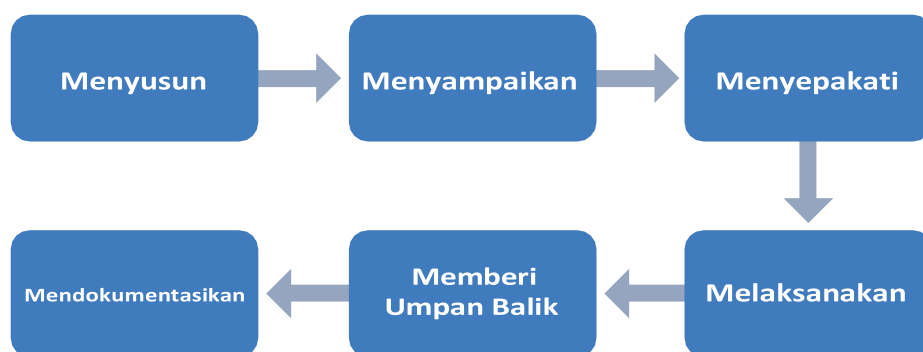 Menyusun
Menyampaikan
Menyepakati
Melaksanakan
Memberi
Umpan Balik
Mendokumentasikan